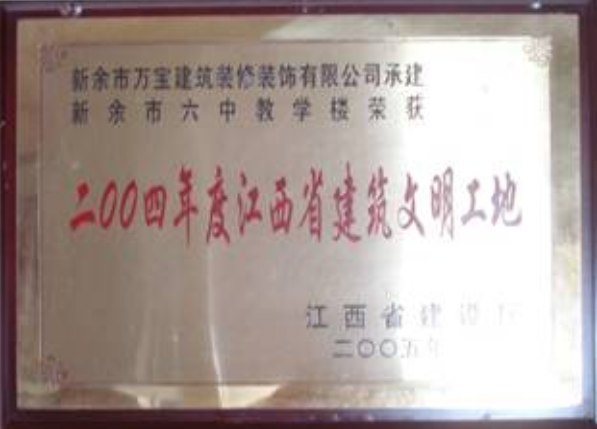 新余市万宝建筑装修装饰有限公司承建
新余市六中教学楼荣获
二00四年度江西省建筑文明工地
江西省建设厅
二〇〇五年